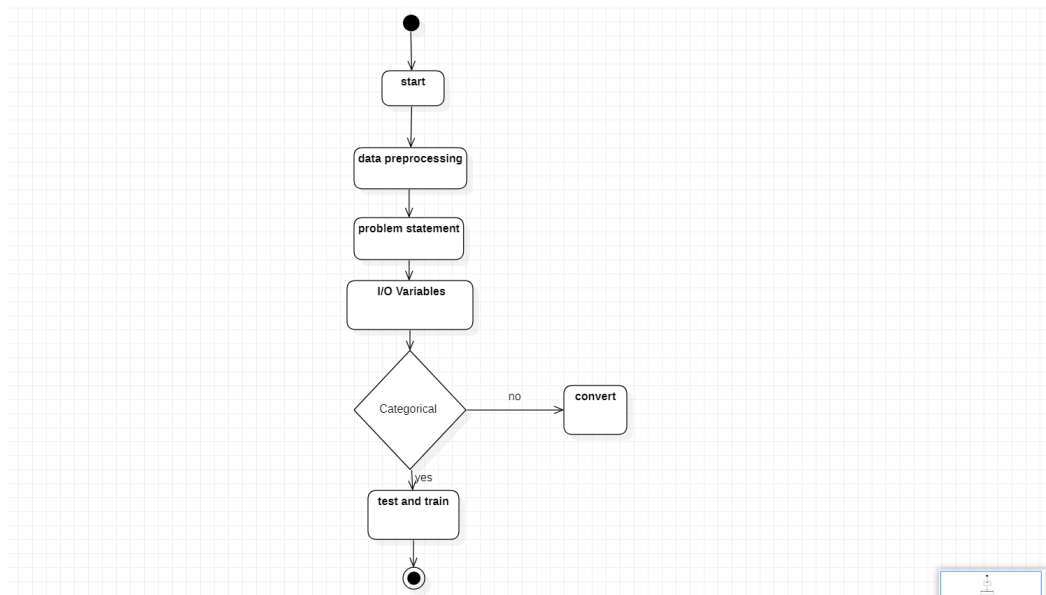 start
data preprocessing
problem statement
I/O Variables
Categorical
no
convert
yes
test and train